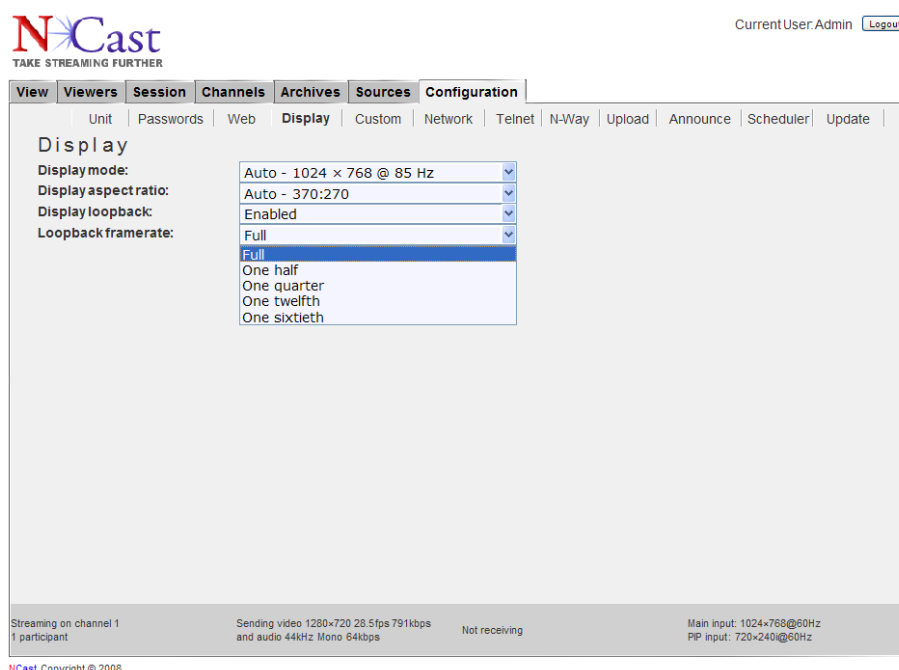 NCast
TAKE STREAMING FURTHER
Current User: Admin Logout
View Viewers Session Channels Archives Sources Configuration
Unit Passwords Web Display Custom Network Telnet N-Way Upload Announce Scheduler Update
Display
Display mode: Auto - 1024 × 768 @ 85 Hz
Display aspect ratio: Auto - 370:270
Display loopback: Enabled
Loopback framerate: Full
Full
One half
One quarter
One twelfth
One sixtieth
Streaming on channel 1
1 participant
Sending video 1280×720 28.5fps 791kbps
and audio 44kHz Mono 64kbps
Not receiving
Main input: 1024×768@60Hz
PIP input: 720×240i@60Hz
NCast Copyright © 2008